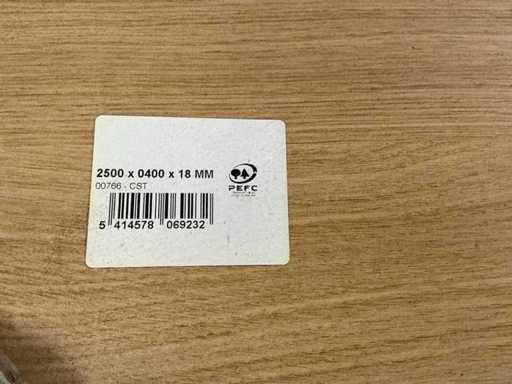 2500 x 0400 x 18 MM
00766 - CST
PEFC
5 414578 069232